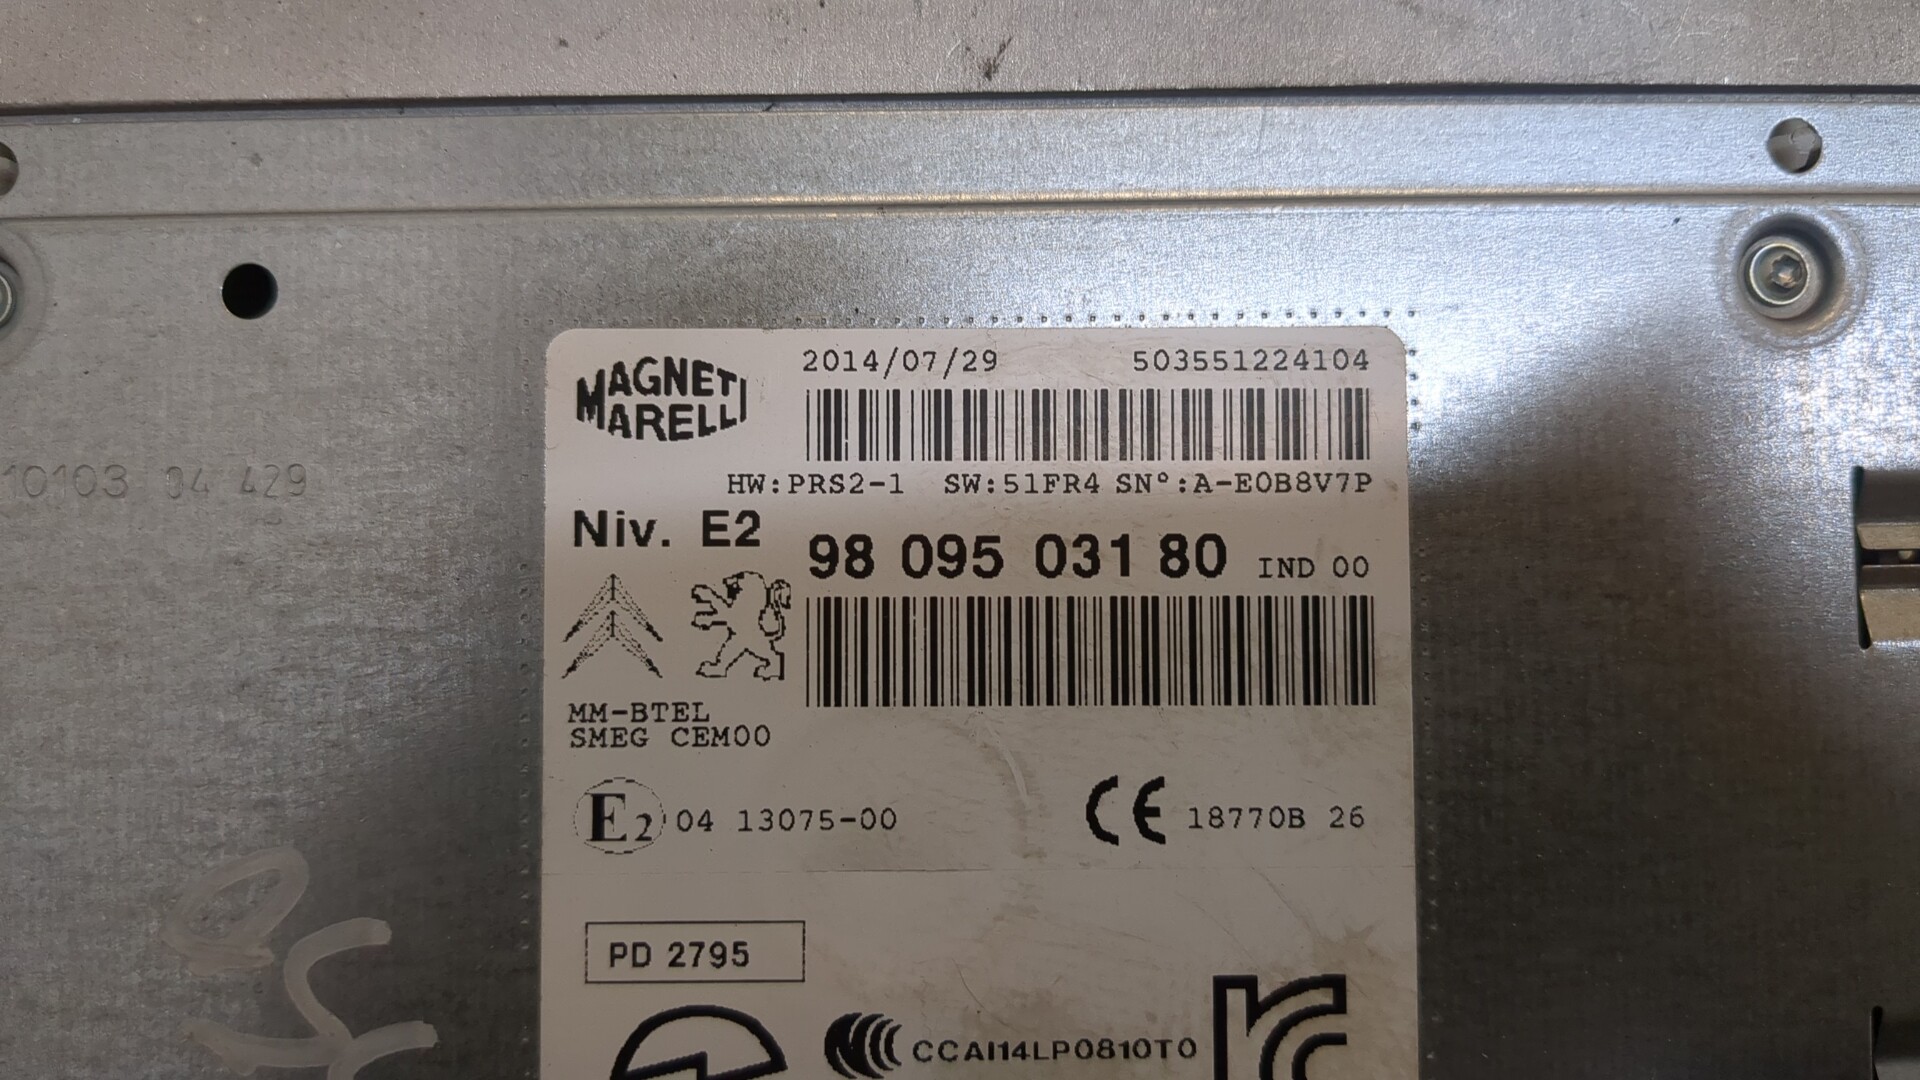 2014/07/29 503551224104
MAGNETI
MARELLI
10103 04 429
HW:PRS2-1 SW:51FR4 SN°:A-E0B8V7P
Niv. E2 98 095 031 80 IND 00
MM-BTEL
SMEG CEM00
E2 04 13075-00 CE 18770B 26
PD 2795
CCAI14LP0810T0